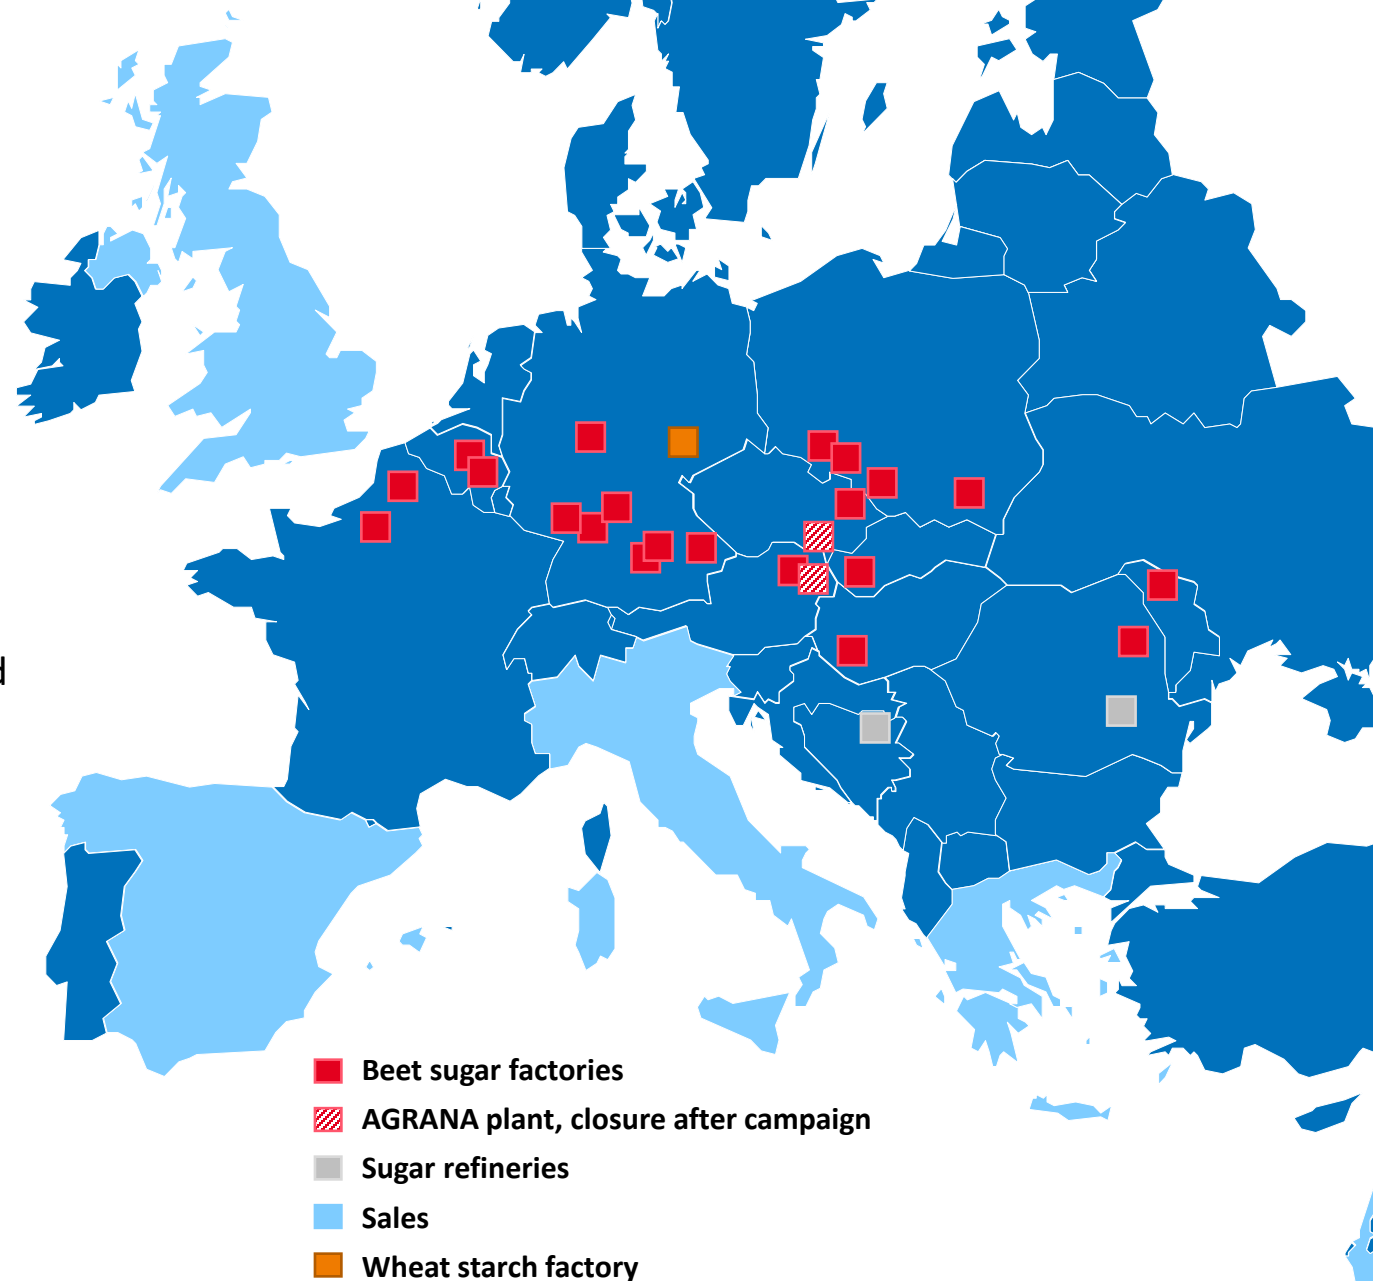 d
Beet sugar factories
AGRANA plant, closure after campaign
Sugar refineries
Sales
Wheat starch factory